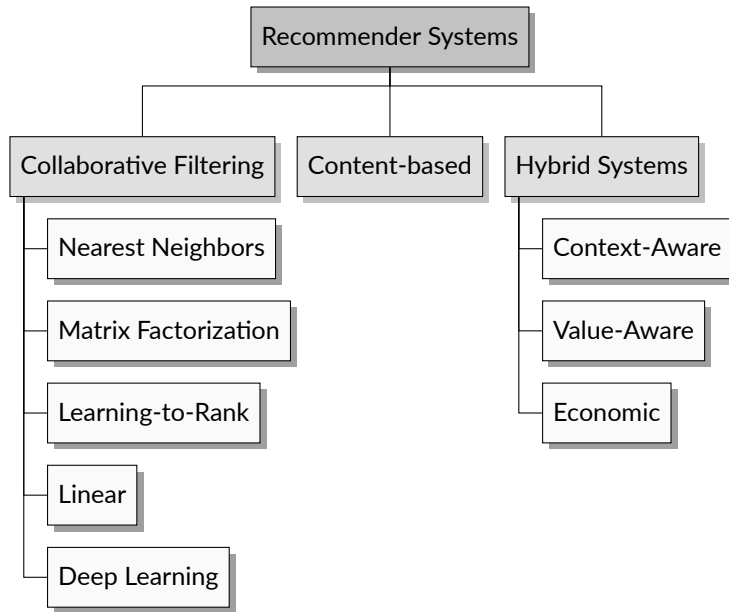 Recommender Systems
Collaborative Filtering
Content-based
Hybrid Systems
Nearest Neighbors
Matrix Factorization
Learning-to-Rank
Linear
Deep Learning
Context-Aware
Value-Aware
Economic